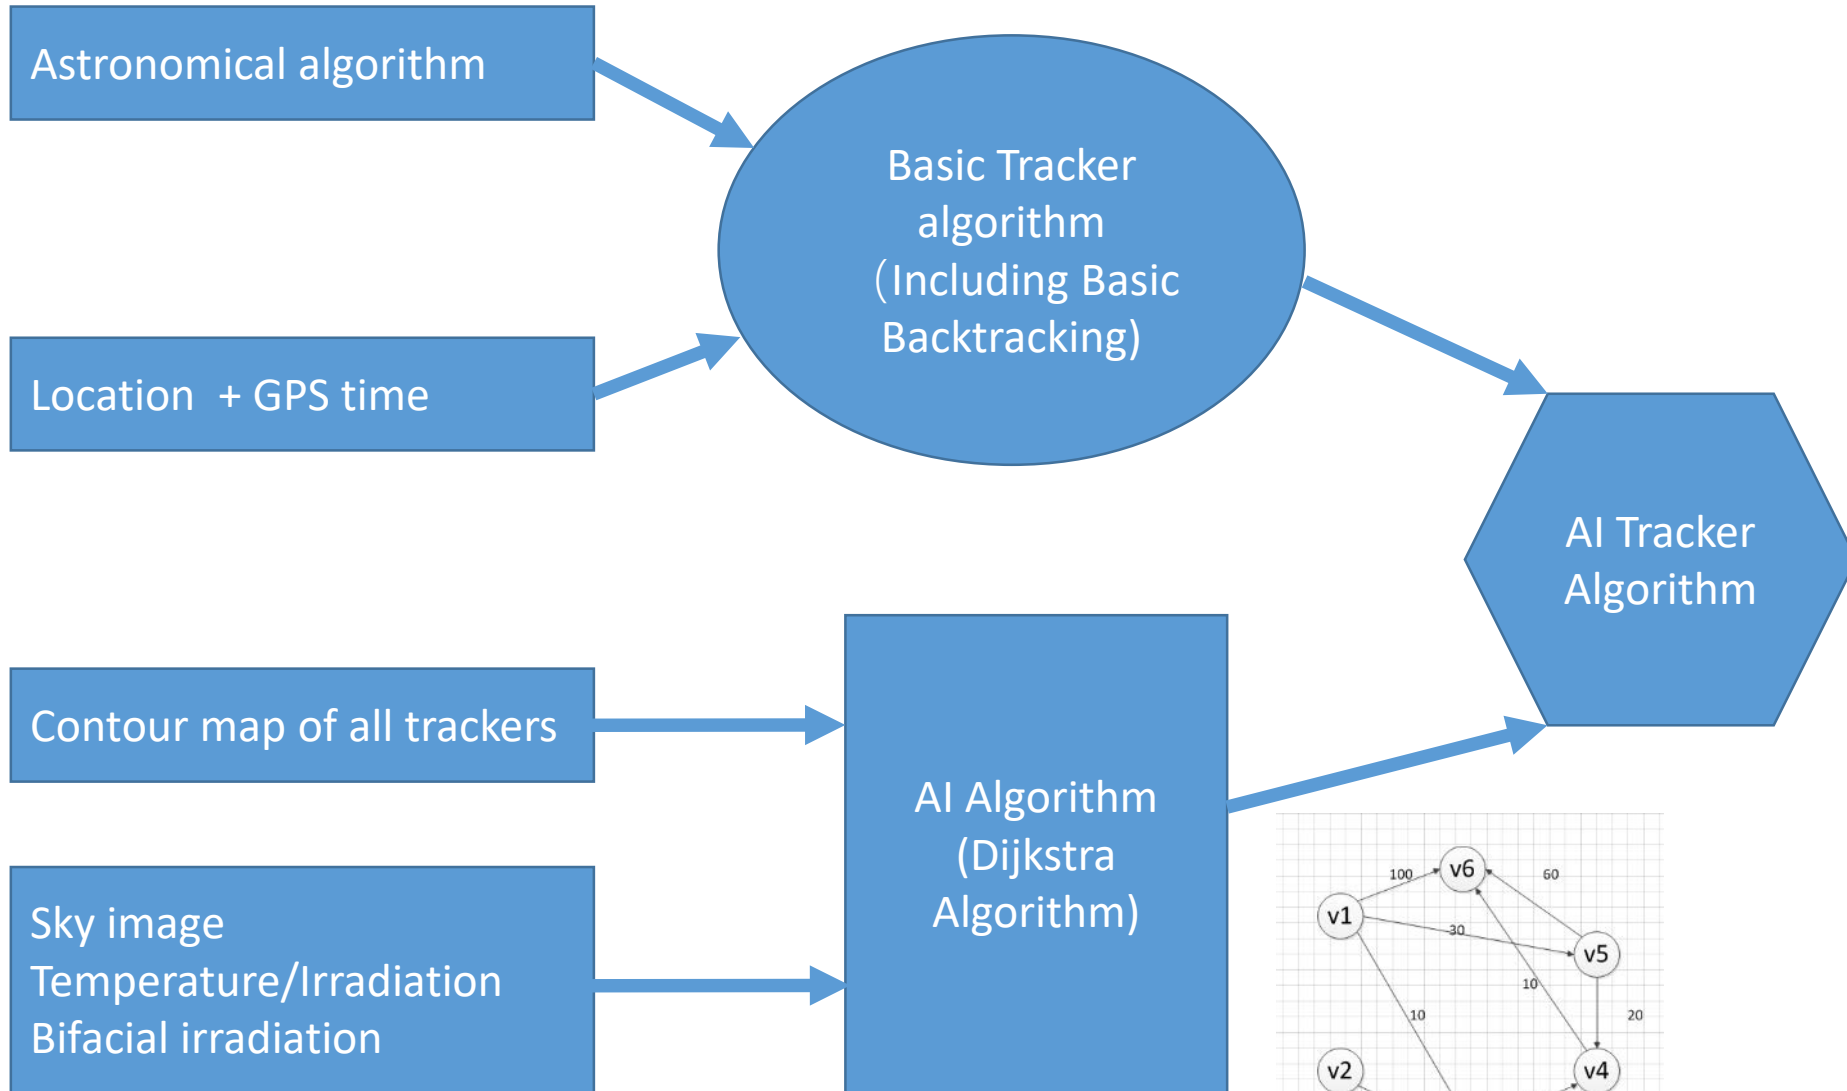 Astronomical algorithm
Basic Tracker
algorithm
（Including Basic
Backtracking)
Location  + GPS time
AI Tracker
Algorithm
Contour map of all trackers
AI Algorithm
(Dijkstra
Algorithm)
Sky image
Temperature/Irradiation
Bifacial irradiation
100
v6
60
v1
30
v5
10
10
20
v2
v4